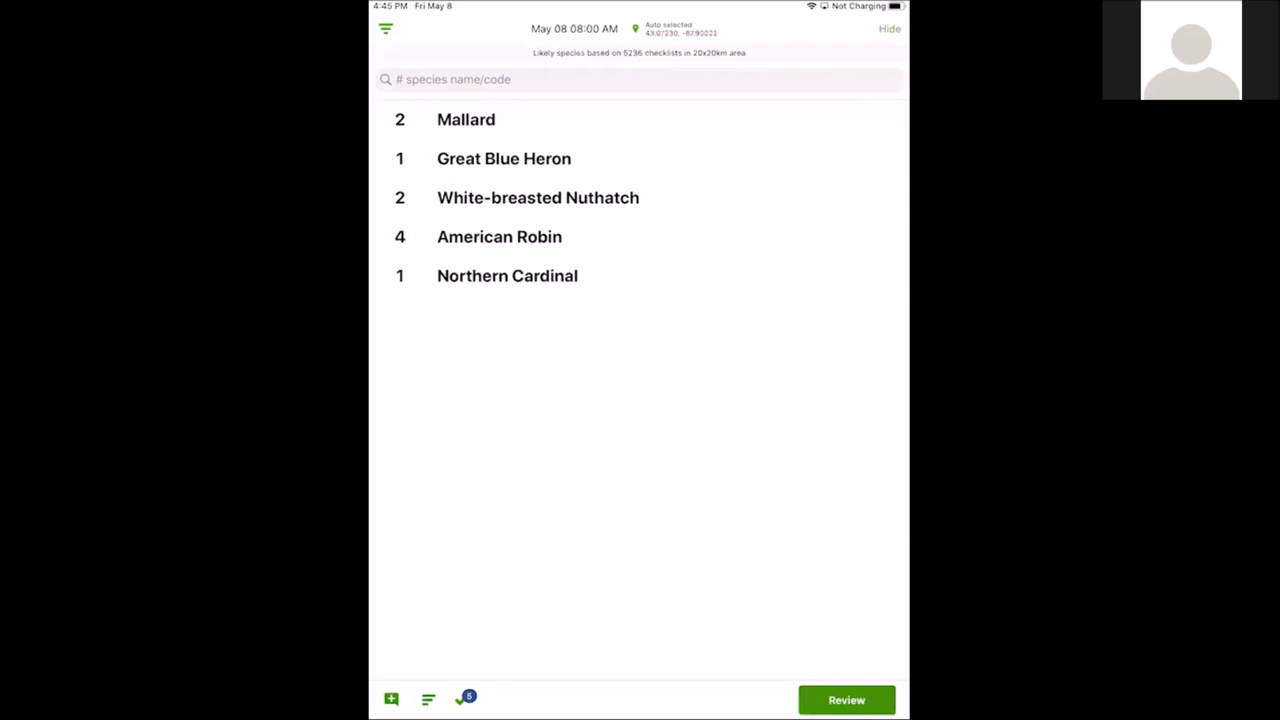 4:45 PM Fri May 8
Not Charging
May 08 08:00 AM
Auto selected
Hide
Likely species based on 5236 checklists in 20x20km area
# species name/code
2 Mallard
1 Great Blue Heron
2 White-breasted Nuthatch
4 American Robin
1 Northern Cardinal
5
Review